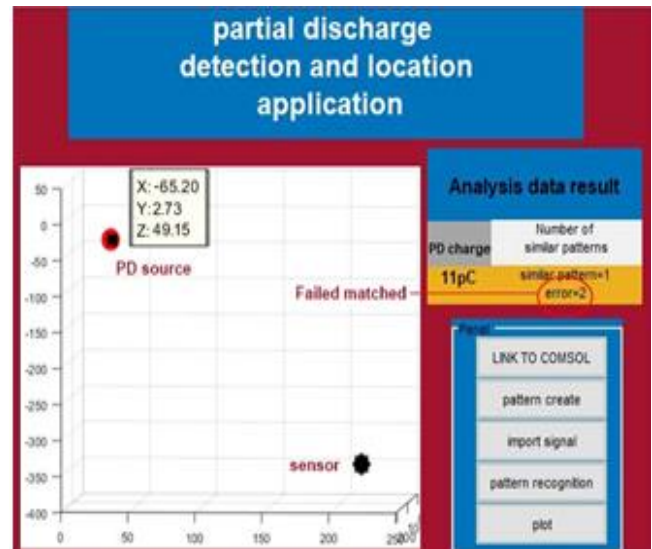 partial discharge
detection and location
application
50
0
-50
-100
-150
-200
-250
-300
-350
-400
0
50
100
150
200
X:-65.20
Y:2.73
Z:49.15
PD source
sensor
Failed matched
Analysis data result
PD charge
Number of
similar patterns
11pC
similar pattern=1
error=2
Panel
LINK TO COMSOL
pattern create
import signal
pattern recognition
plot